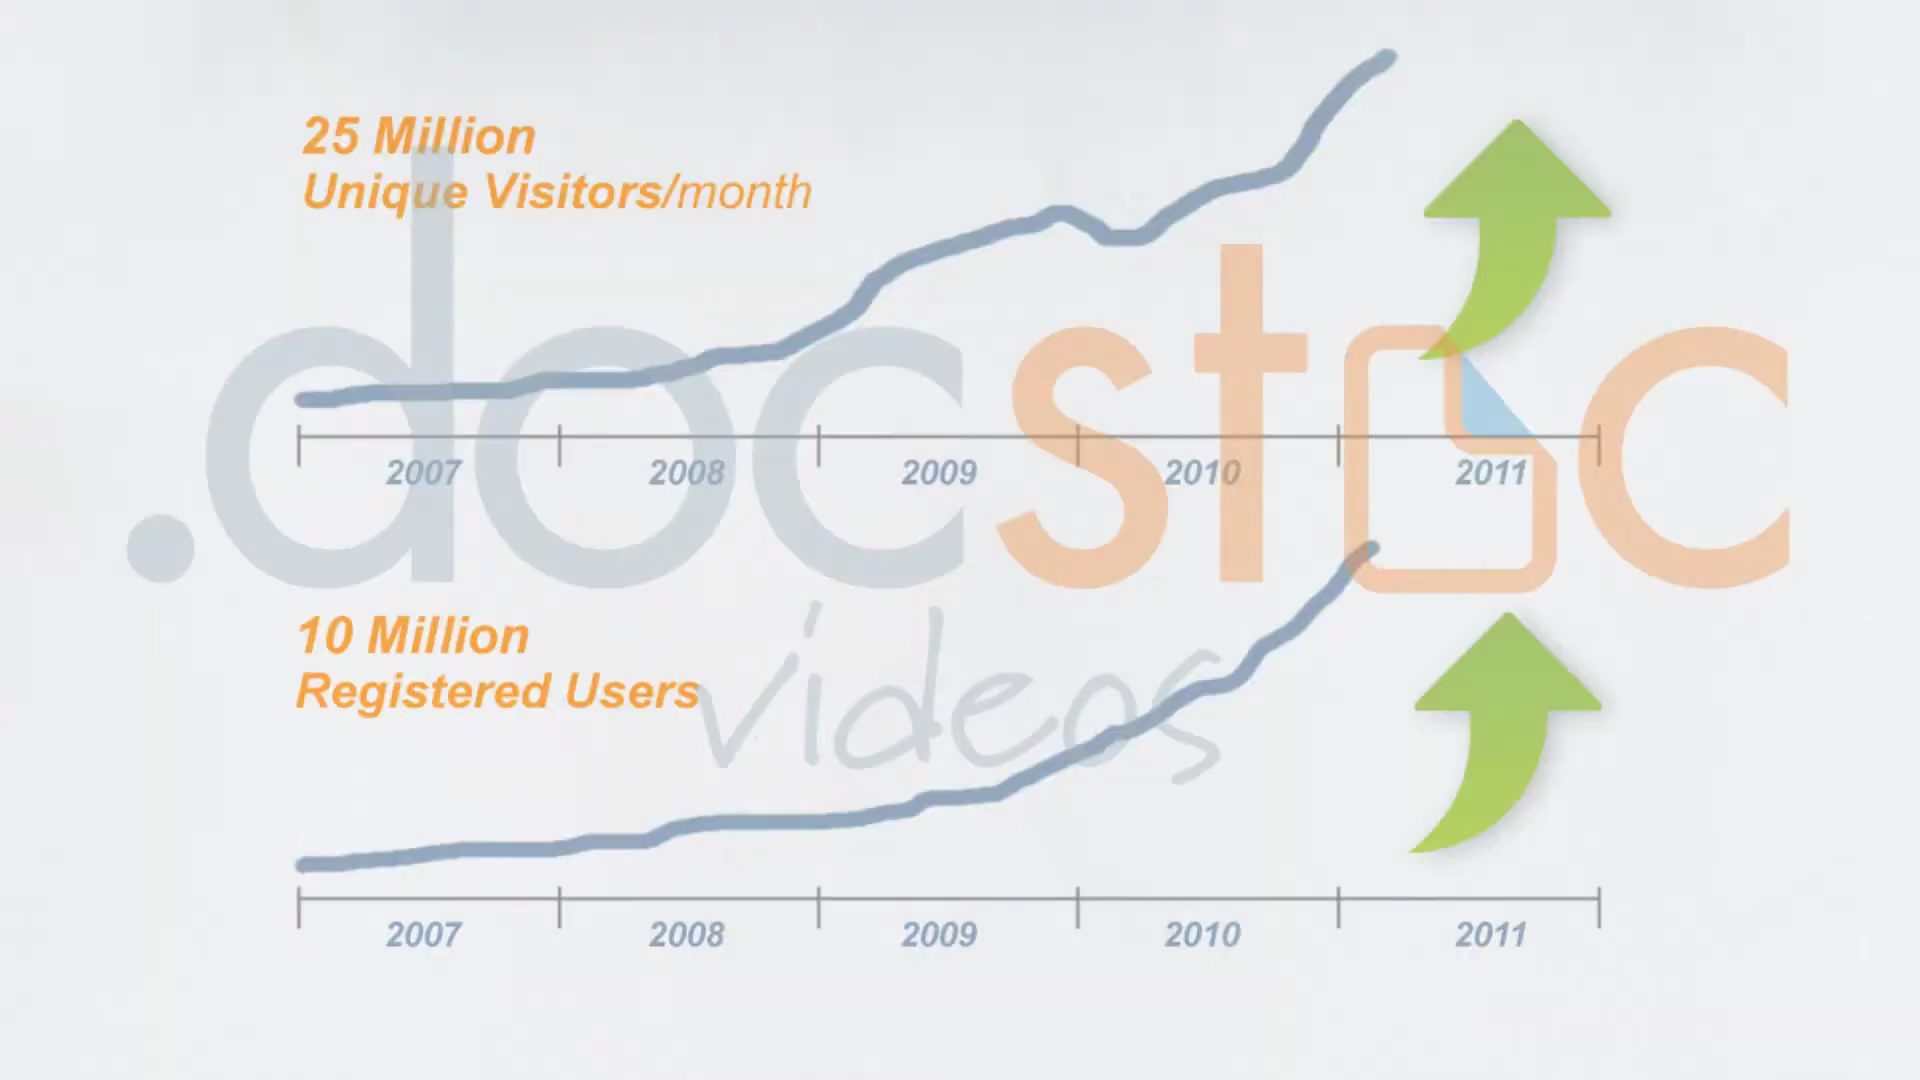 25 Million
Unique Visitors/month
2007 2008 2009 2010 2011
.docstoc
videos
10 Million
Registered Users
2007 2008 2009 2010 2011